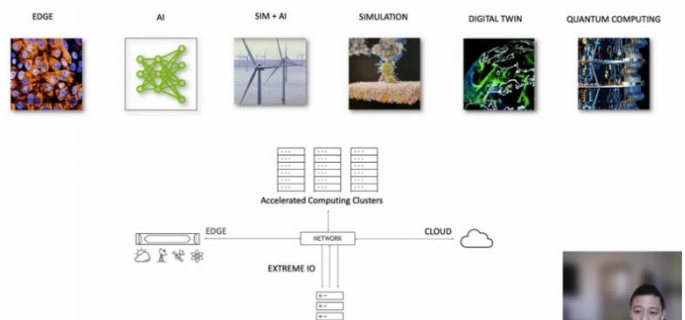 EDGE AI SIM + AI SIMULATION DIGITAL TWIN QUANTUM COMPUTING
Accelerated Computing Clusters
EDGE NETWORK CLOUD
EXTREME IO